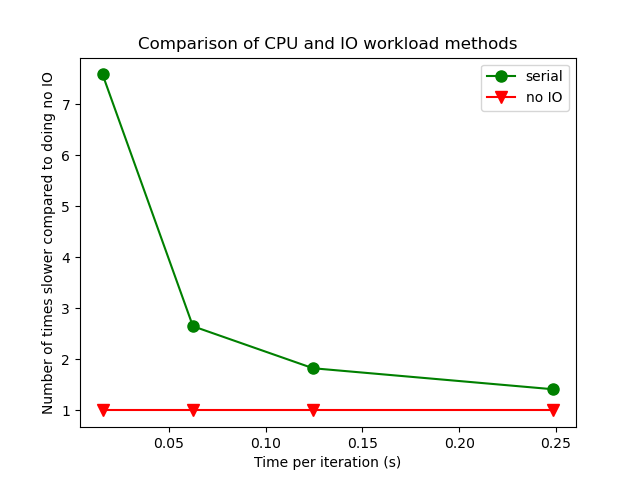 Comparison of CPU and IO workload methods
serial
no IO
Number of times slower compared to doing no IO
7
6
5
4
3
2
1
0.05 0.10 0.15 0.20 0.25
Time per iteration (s)